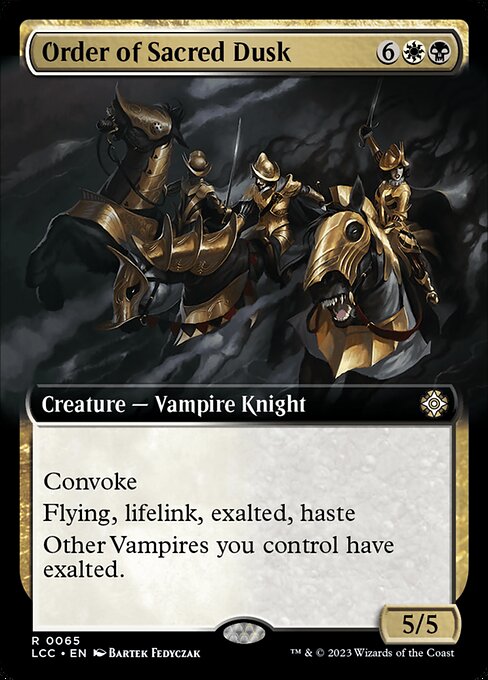 Order of Sacred Dusk 6
Creature — Vampire Knight
Convoke
Flying, lifelink, exalted, haste
Other Vampires you control have
exalted.
5/5
R 0065
LCC • EN Bartek Fedyczak
™ & © 2023 Wizards of the Coast